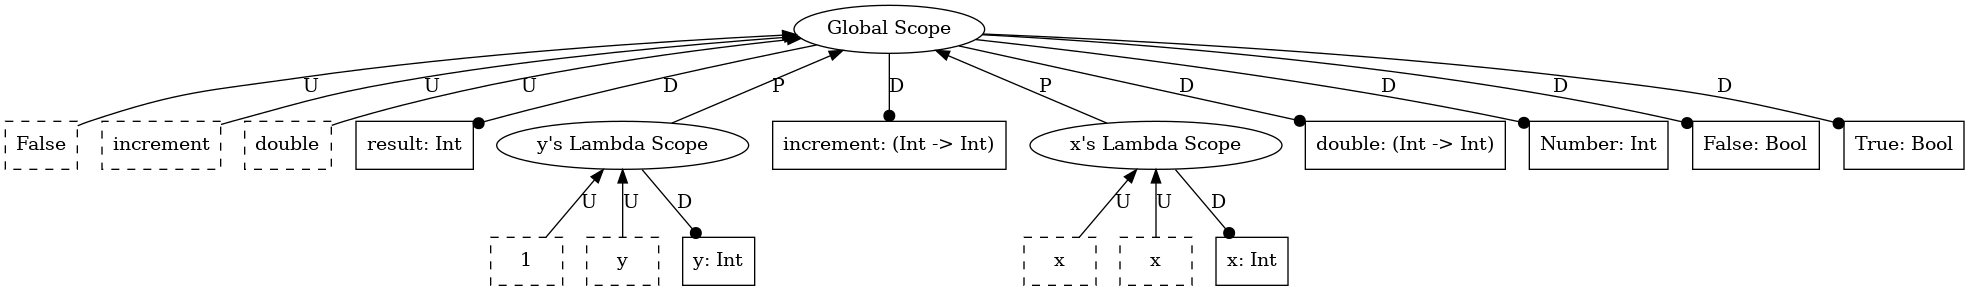 Global Scope
U
U
U
D
P
D
P
D
D
D
D
False
increment
double
result: Int
y's Lambda Scope
increment: (Int -> Int)
x's Lambda Scope
double: (Int -> Int)
Number: Int
False: Bool
True: Bool
U
U
D
U
U
D
1
y
y: Int
x
x
x: Int